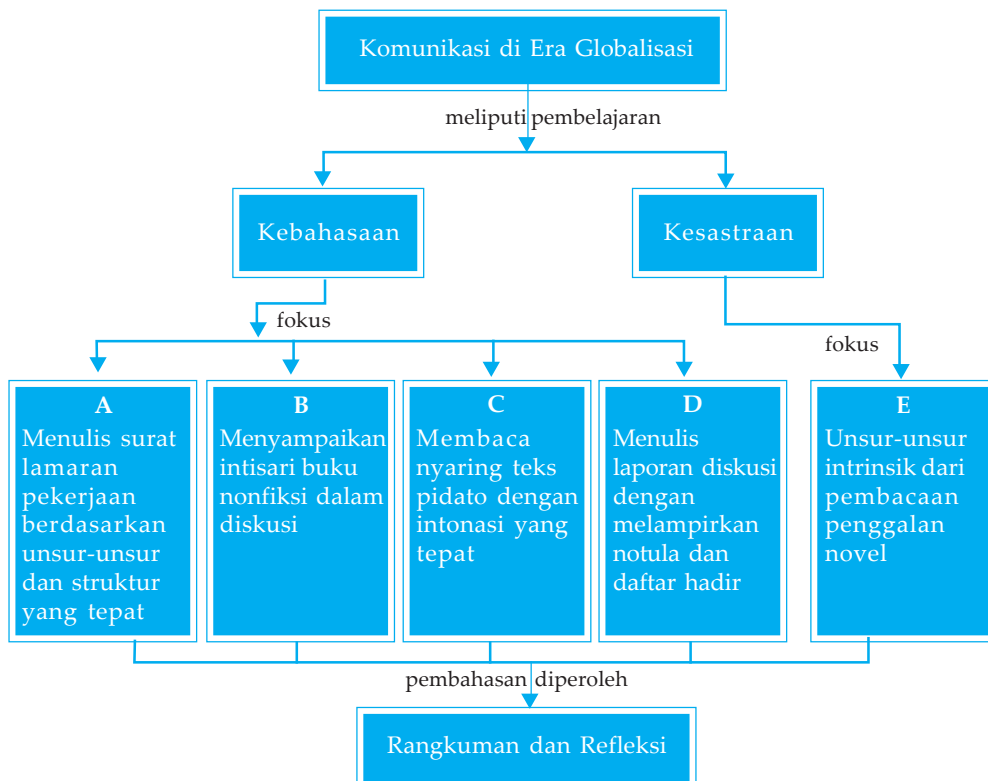 Komunikasi di Era Globalisasi
meliputi pembelajaran
Kebahasaan
Kesastraan
fokus
fokus
A
Menulis surat
lamaran
pekerjaan
berdasarkan
unsur-unsur
dan struktur
yang tepat
B
Menyampaikan
intisari buku
nonfiksi dalam
diskusi
C
Membaca
nyaring teks
pidato dengan
intonasi yang
tepat
D
Menulis
laporan diskusi
dengan
melampirkan
notula dan
daftar hadir
E
Unsur-unsur
intrinsik dari
pembacaan
penggalan
novel
pembahasan diperoleh
Rangkuman dan Refleksi